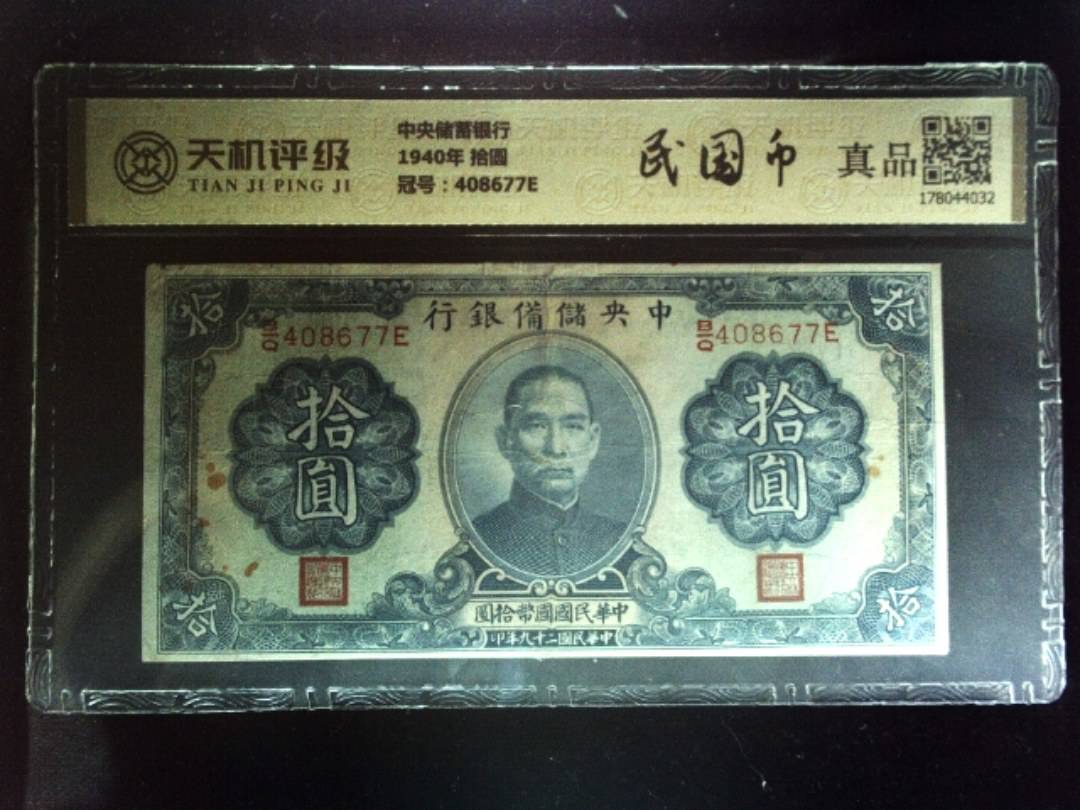 天机评级
TIAN JI PING JI
中央储蓄银行
1940年 拾圆
冠号：408677E
民国币
真品
178044032
拾
拾
中央儲備銀行
408677E
408677E
拾圓
拾圓
中華民國國幣拾圓
中華民國二十九年印
拾
拾